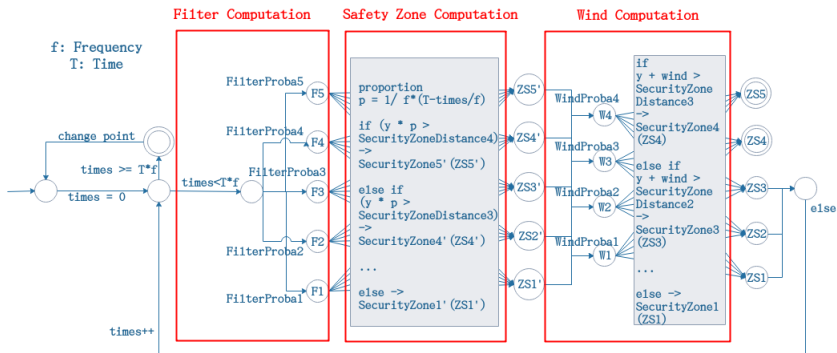 Filter Computation
Safety Zone Computation
Wind Computation
f: Frequency
T: Time
change point
times >= T*f
times = 0
times<T*f
times++
FilterProba5
FilterProba4
FilterProba3
FilterProba2
FilterProba1
F5
F4
F3
F2
F1
proportion
p = 1/ f*(T-times/f)
if (y * p >
SecurityZoneDistance4)
->
SecurityZone5'(ZS5')
else if
(y * p >
SecurityZoneDistance3)
->
SecurityZone4'(ZS4')
...
else ->
SecurityZone1'(ZS1')
ZS5'
ZS4'
ZS3'
ZS2'
ZS1'
WindProba4
WindProba3
WindProba2
WindProba1
W4
W3
W2
W1
if
y + wind >
SecurityZone
Distance3
->
SecurityZone4
(ZS4)
else if
y + wind >
SecurityZone
Distance2
->
SecurityZone3
(ZS3)
...
else ->
SecurityZone1
(ZS1)
ZS5
ZS4
ZS3
ZS2
ZS1
else